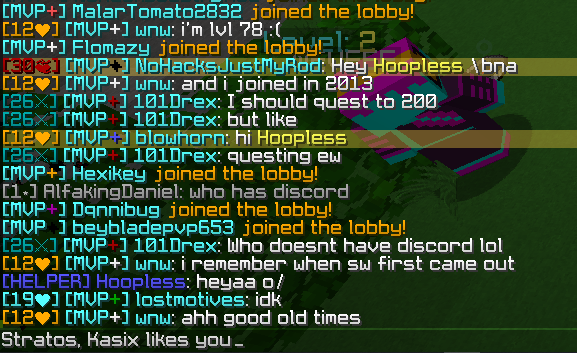 [MVP+] MalarTomato2832 joined the lobby!
[12♥] [MVP+] wnw: i'm lvl 78 :(
[MVP+] Flomazy joined the lobby!
[30♥] [MVP+] NoHacksJustMyRod: Hey Hoopless \bna
[12♥] [MVP+] wnw: and i joined in 2013
[26⚔] [MVP+] 101Drex: I should quest to 200
[26⚔] [MVP+] 101Drex: but like
[12♥] [MVP+] blowhorn: hi Hoopless
[26⚔] [MVP+] 101Drex: questing ew
[MVP+] Hexikey joined the lobby!
[1⋆] AlfakingDaniel: who has discord
[MVP+] Dqnnibug joined the lobby!
[MVP+] beybladepvp653 joined the lobby!
[26⚔] [MVP+] 101Drex: Who doesnt have discord lol
[12♥] [MVP+] wnw: i remember when sw first came out
[HELPER] Hoopless: heyaa o/
[19♥] [MVP+] lostmotives: idk
[12♥] [MVP+] wnw: ahh good old times
Stratos, Kasix likes you_